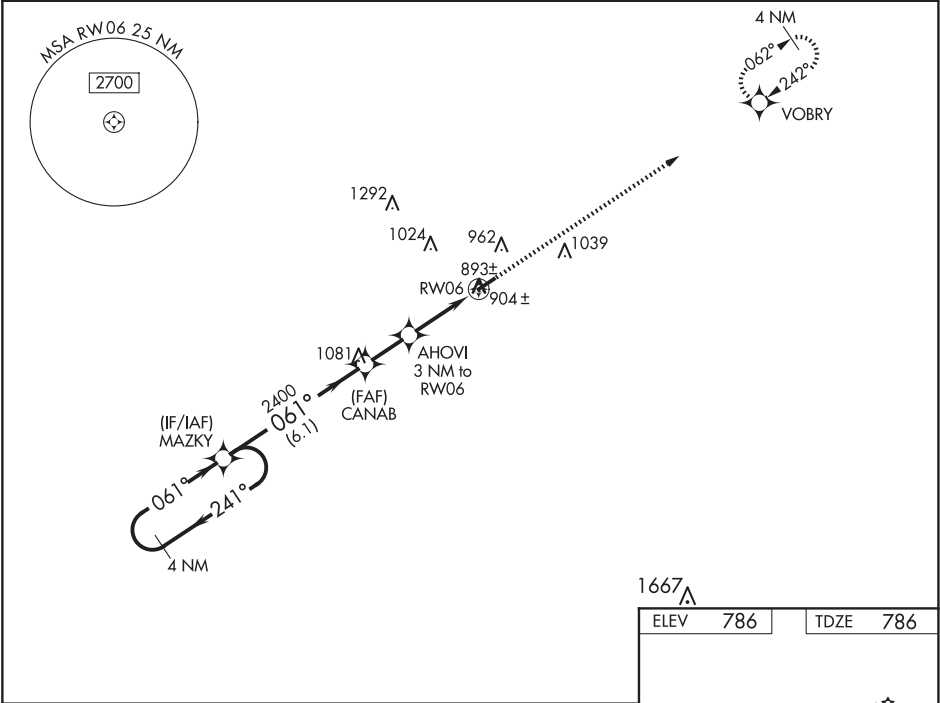 MSA RW06 25 NM
2700
4 NM
062°
242°
VOBRY
1292
1024
962
1039
893±
RW06
904±
1081
AHOVI
3 NM to
RW06
(FAF)
CANAB
2400
061°
(6.1)
(IF/IAF)
MAZKY
061°
241°
4 NM
1667
ELEV 786
TDZE 786